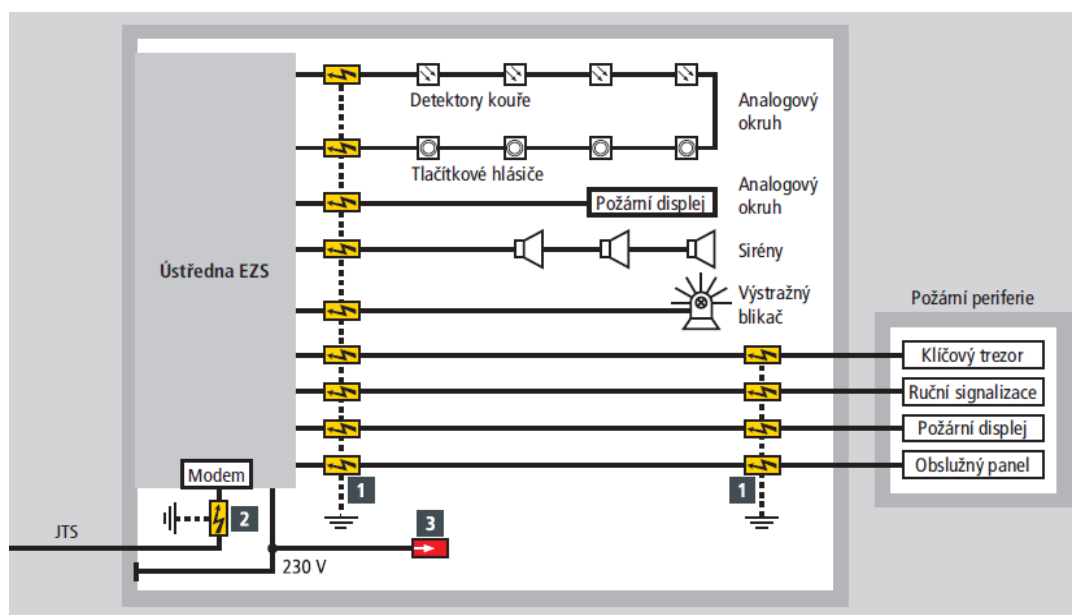 Detektory kouře
Analogový
okruh
Tlačítkové hlásiče
Analogový
okruh
Požární displej
Sirény
Ústředna EZS
Výstražný
blikač
Požární periferie
Klíčový trezor
Ruční signalizace
Požární displej
Obslužný panel
Modem
1
1
2
3
JTS
230 V